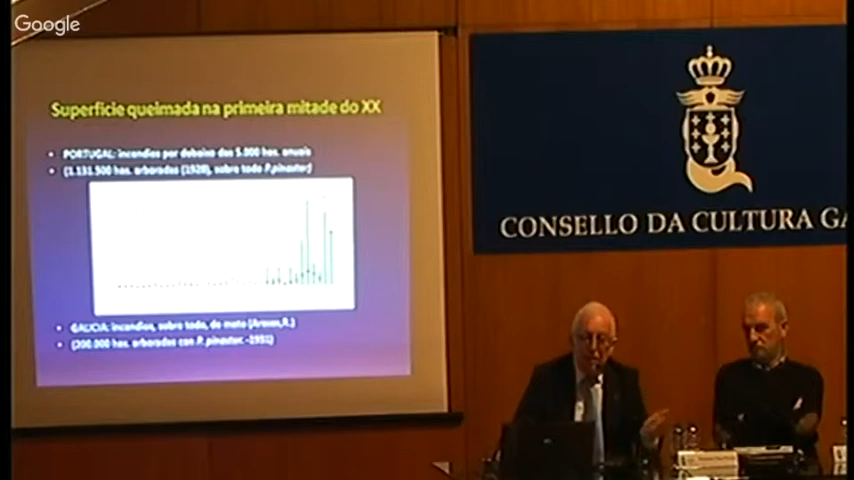 Google
Superficie queimada na primeira mitade do XX
• PORTUGAL: incendios por debaixo das 5.000 has. anuais
• (1.131.500 has. arboradas (1928), sobre todo P.pinaster)
• GALICIA: incendios, sobre todo, de mato (Areses,R.)
• (200.000 has. arboradas con P. pinaster. -1951)
CONSELLO DA CULTURA GA